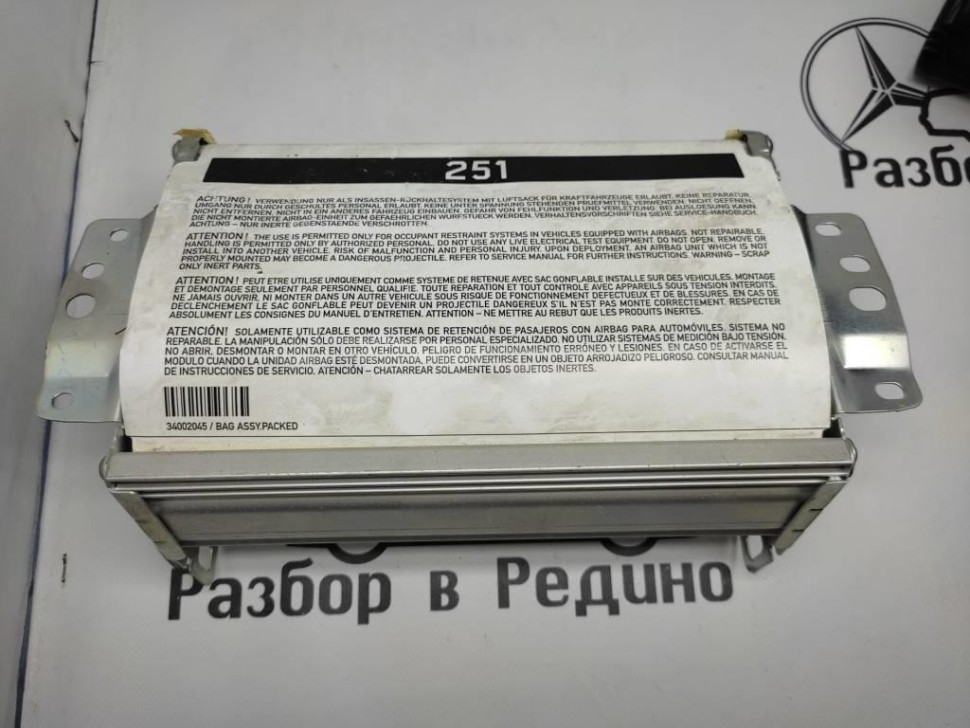 Разбор
251
ACHTUNG! VERWENDUNG NUR ALS INSASSEN-RÜCKHALTESYSTEM MIT LUFTSACK FÜR KRAFTFAHRZEUGE ERLAUBT. KEINE REPARATUR.
UMGANG NUR DURCH GESCHULTES PERSONAL ERLAUBT. KEINE UNTER SPANNUNG STEHENDEN PRUEFMITTEL VERWENDEN. NICHT OEFFNEN,
NICHT ENTFERNEN, NICHT IN EIN ANDERES FAHRZEUG EINBAUEN. GEFAHR VON FEHLFUNKTION UND VERLETZUNG. BEI AUSLOESUNG KANN
DIE NICHT MONTIERTE AIRBAG-EINHEIT ZUM GEFAEHRLICHEN WURFSTUECK WERDEN. VERHALTENSVORSCHRIFTEN SIEHE SERVICE-HANDBUCH.
ACHTUNG – NUR INERTE GEGENSTAENDE VERSCHROTTEN.
ATTENTION! THE USE IS PERMITTED ONLY FOR OCCUPANT RESTRAINT SYSTEMS IN VEHICLES EQUIPPED WITH AIRBAGS. NOT REPAIRABLE.
HANDLING IS PERMITTED ONLY BY AUTHORIZED PERSONAL. DO NOT USE ANY LIVE ELECTRICAL TEST EQUIPMENT. DO NOT OPEN, REMOVE OR
INSTALL INTO ANOTHER VEHICLE. RISK OF MALFUNCTION AND PERSONAL INJURY. UPON DEPLOYMENT, AN AIRBAG UNIT WHICH IS NOT
PROPERLY MOUNTED MAY BECOME A DANGEROUS PROJECTILE. REFER TO SERVICE MANUAL FOR FURTHER INSTRUCTIONS. WARNING – SCRAP
ONLY INERT PARTS.
ATTENTION! PEUT ETRE UTILISE UNIQUEMENT COMME SYSTEME DE RETENUE AVEC SAC GONFLABLE INSTALLE SUR DES VEHICULES. MONTAGE
ET DEMONTAGE SEULEMENT PAR PERSONNEL QUALIFIE. TOUTE REPARATION ET TOUT CONTROLE AVEC APPAREILS SOUS TENSION INTERDITS.
NE JAMAIS OUVRIR, NI MONTER DANS UN AUTRE VEHICULE SOUS RISQUE DE FONCTIONNEMENT DEFECTUEUX ET DE BLESSURES. EN CAS DE
DECLENCHEMENT LE SAC GONFLABLE PEUT DEVENIR UN PROJECTILE DANGEREUX S'IL N'EST PAS MONTE CORRECTEMENT. RESPECTER
ABSOLUMENT LES CONSIGNES DU MANUEL D'ENTRETIEN. ATTENTION – NE METTRE AU REBUT QUE LES PRODUITS INERTES.
ATENCIÓN! SOLAMENTE UTILIZABLE COMO SISTEMA DE RETENCIÓN DE PASAJEROS CON AIRBAG PARA AUTOMÓVILES. SISTEMA NO
REPARABLE. LA MANIPULACIÓN SÓLO DEBE REALIZARSE POR PERSONAL ESPECIALIZADO. NO UTILIZAR SISTEMAS DE MEDICIÓN BAJO TENSIÓN.
NO ABRIR, DESMONTAR O MONTAR EN OTRO VEHÍCULO. PELIGRO DE FUNCIONAMIENTO ERRÓNEO Y LESIONES. EN CASO DE ACTIVARSE EL
MODULO CUANDO LA UNIDAD AIRBAG ESTÉ DESMONTADA, PUEDE CONVERTIRSE EN UN OBJETO ARROJADIZO PELIGROSO. CONSULTAR MANUAL
DE INSTRUCCIONES DE SERVICIO. ATENCIÓN – CHATARREAR SOLAMENTE LOS OBJETOS INERTES.
34002045 / BAG ASSY.PACKED
Разбор в Редино